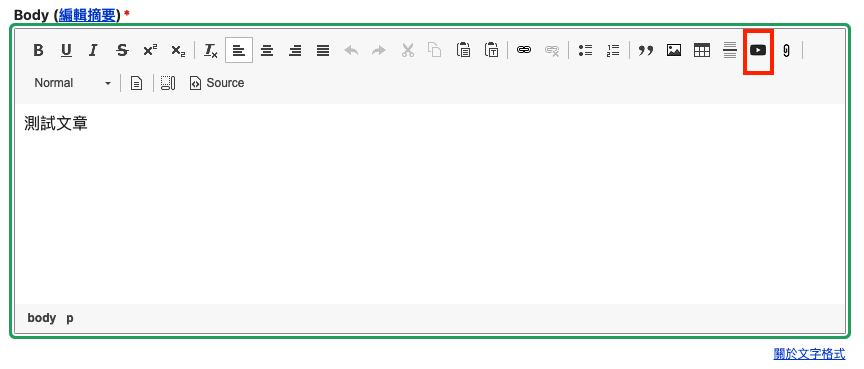 Body (編輯摘要) *
B U I S x² x₂ Tx
Normal Source
測試文章
body p
關於文字格式